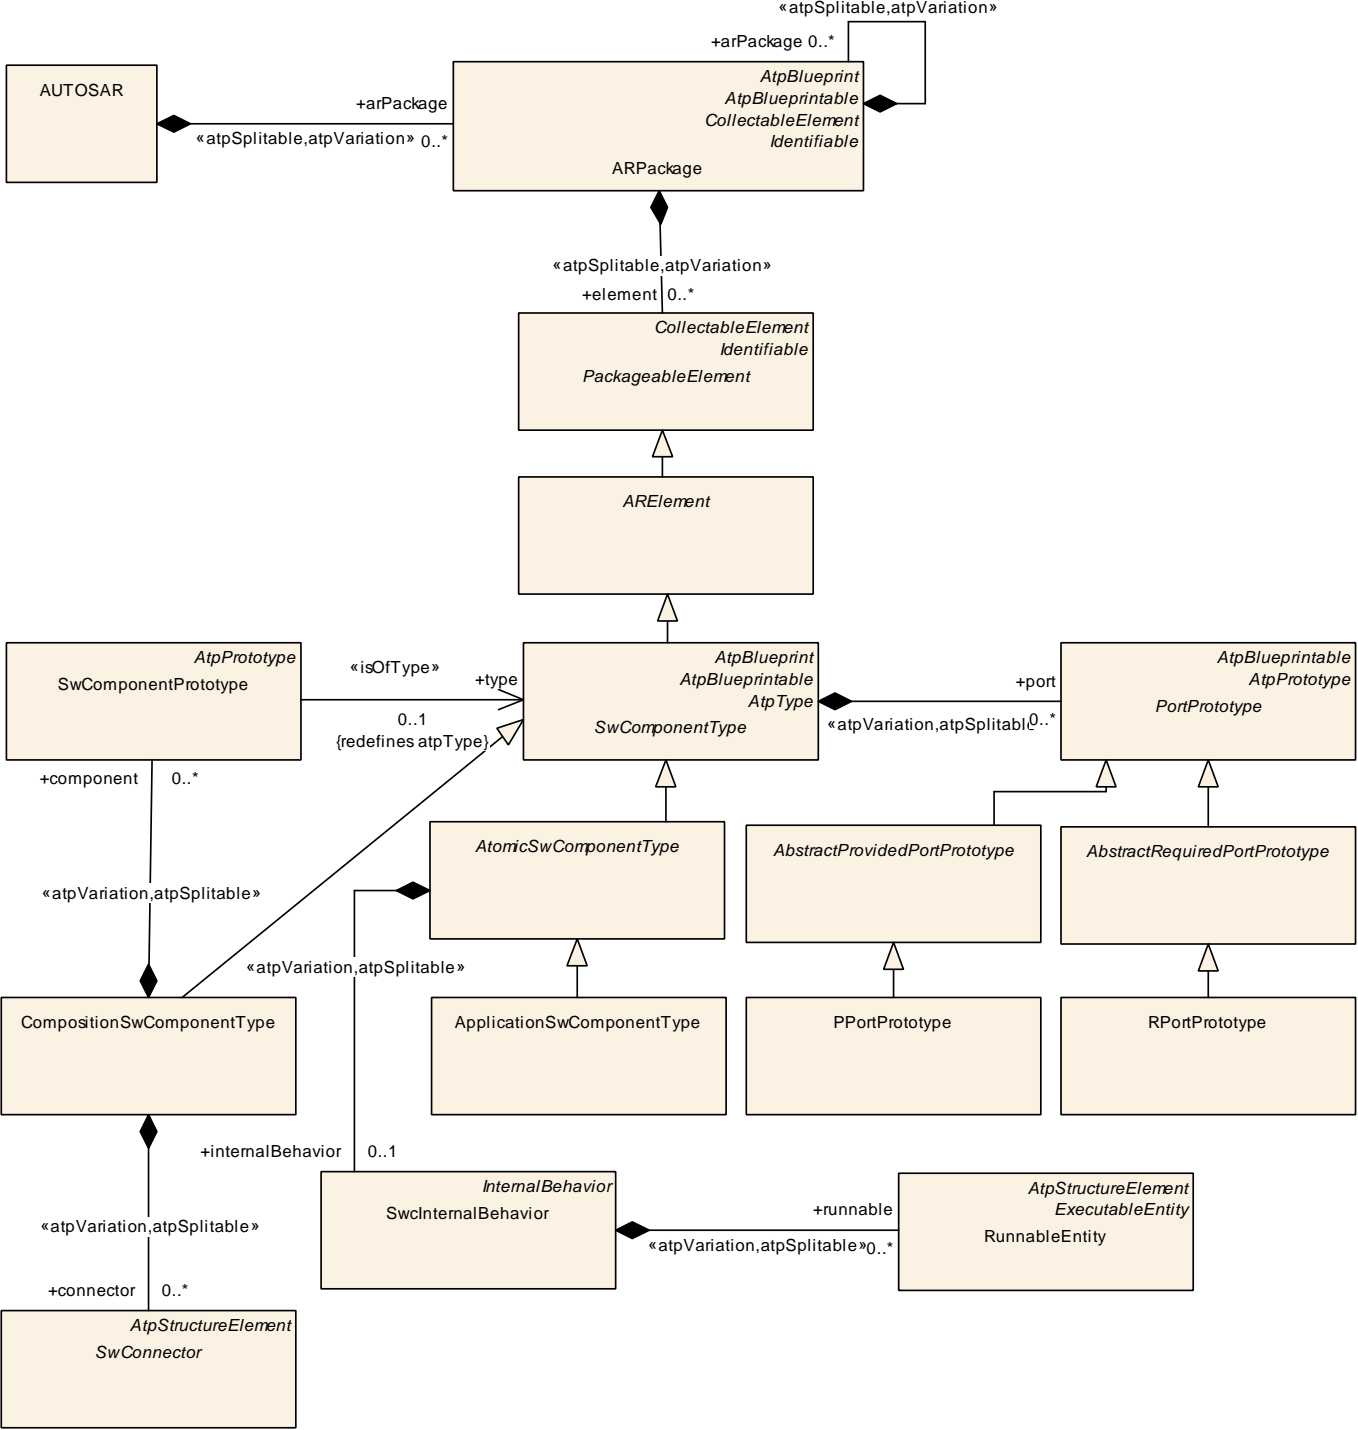 «atpSplitable,atpVariation»
+arPackage 0..*
AUTOSAR
+arPackage
«atpSplitable,atpVariation» 0..*
AtpBlueprint
AtpBlueprintable
CollectableElement
Identifiable
ARPackage
«atpSplitable,atpVariation»
+element 0..*
CollectableElement
Identifiable
PackageableElement
ARElement
AtpPrototype
SwComponentPrototype
«isOfType»
+type
0..1
{redefines atpType}
AtpBlueprint
AtpBlueprintable
AtpType
SwComponentType
+port
«atpVariation,atpSplitable
0..*
AtpBlueprintable
AtpPrototype
PortPrototype
+component 0..*
«atpVariation,atpSplitable»
AtomicSwComponentType
AbstractProvidedPortPrototype
AbstractRequiredPortPrototype
«atpVariation,atpSplitable»
CompositionSwComponentType
ApplicationSwComponentType
PPortPrototype
RPortPrototype
+internalBehavior 0..1
InternalBehavior
SwcInternalBehavior
+runnable
«atpVariation,atpSplitable» 0..*
AtpStructureElement
ExecutableEntity
RunnableEntity
«atpVariation,atpSplitable»
+connector 0..*
AtpStructureElement
SwConnector